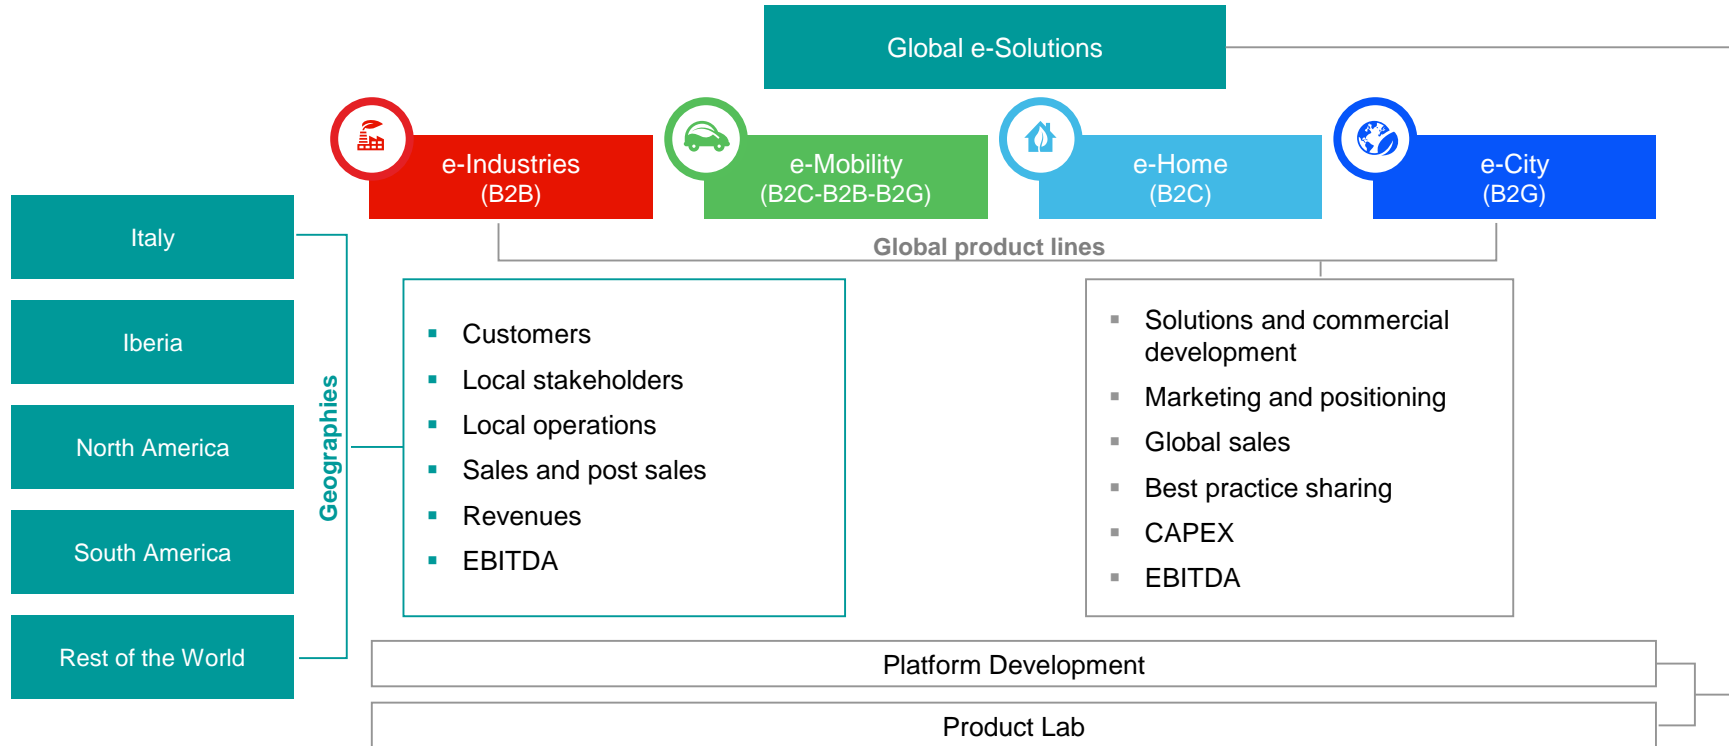 Global e-Solutions
e-Industries
(B2B)
e-Mobility
(B2C-B2B-B2G)
e-Home
(B2C)
e-City
(B2G)
Global product lines
Italy
Iberia
North America
South America
Rest of the World
Geographies
▪ Customers
▪ Local stakeholders
▪ Local operations
▪ Sales and post sales
▪ Revenues
▪ EBITDA
▪ Solutions and commercial
development
▪ Marketing and positioning
▪ Global sales
▪ Best practice sharing
▪ CAPEX
▪ EBITDA
Platform Development
Product Lab